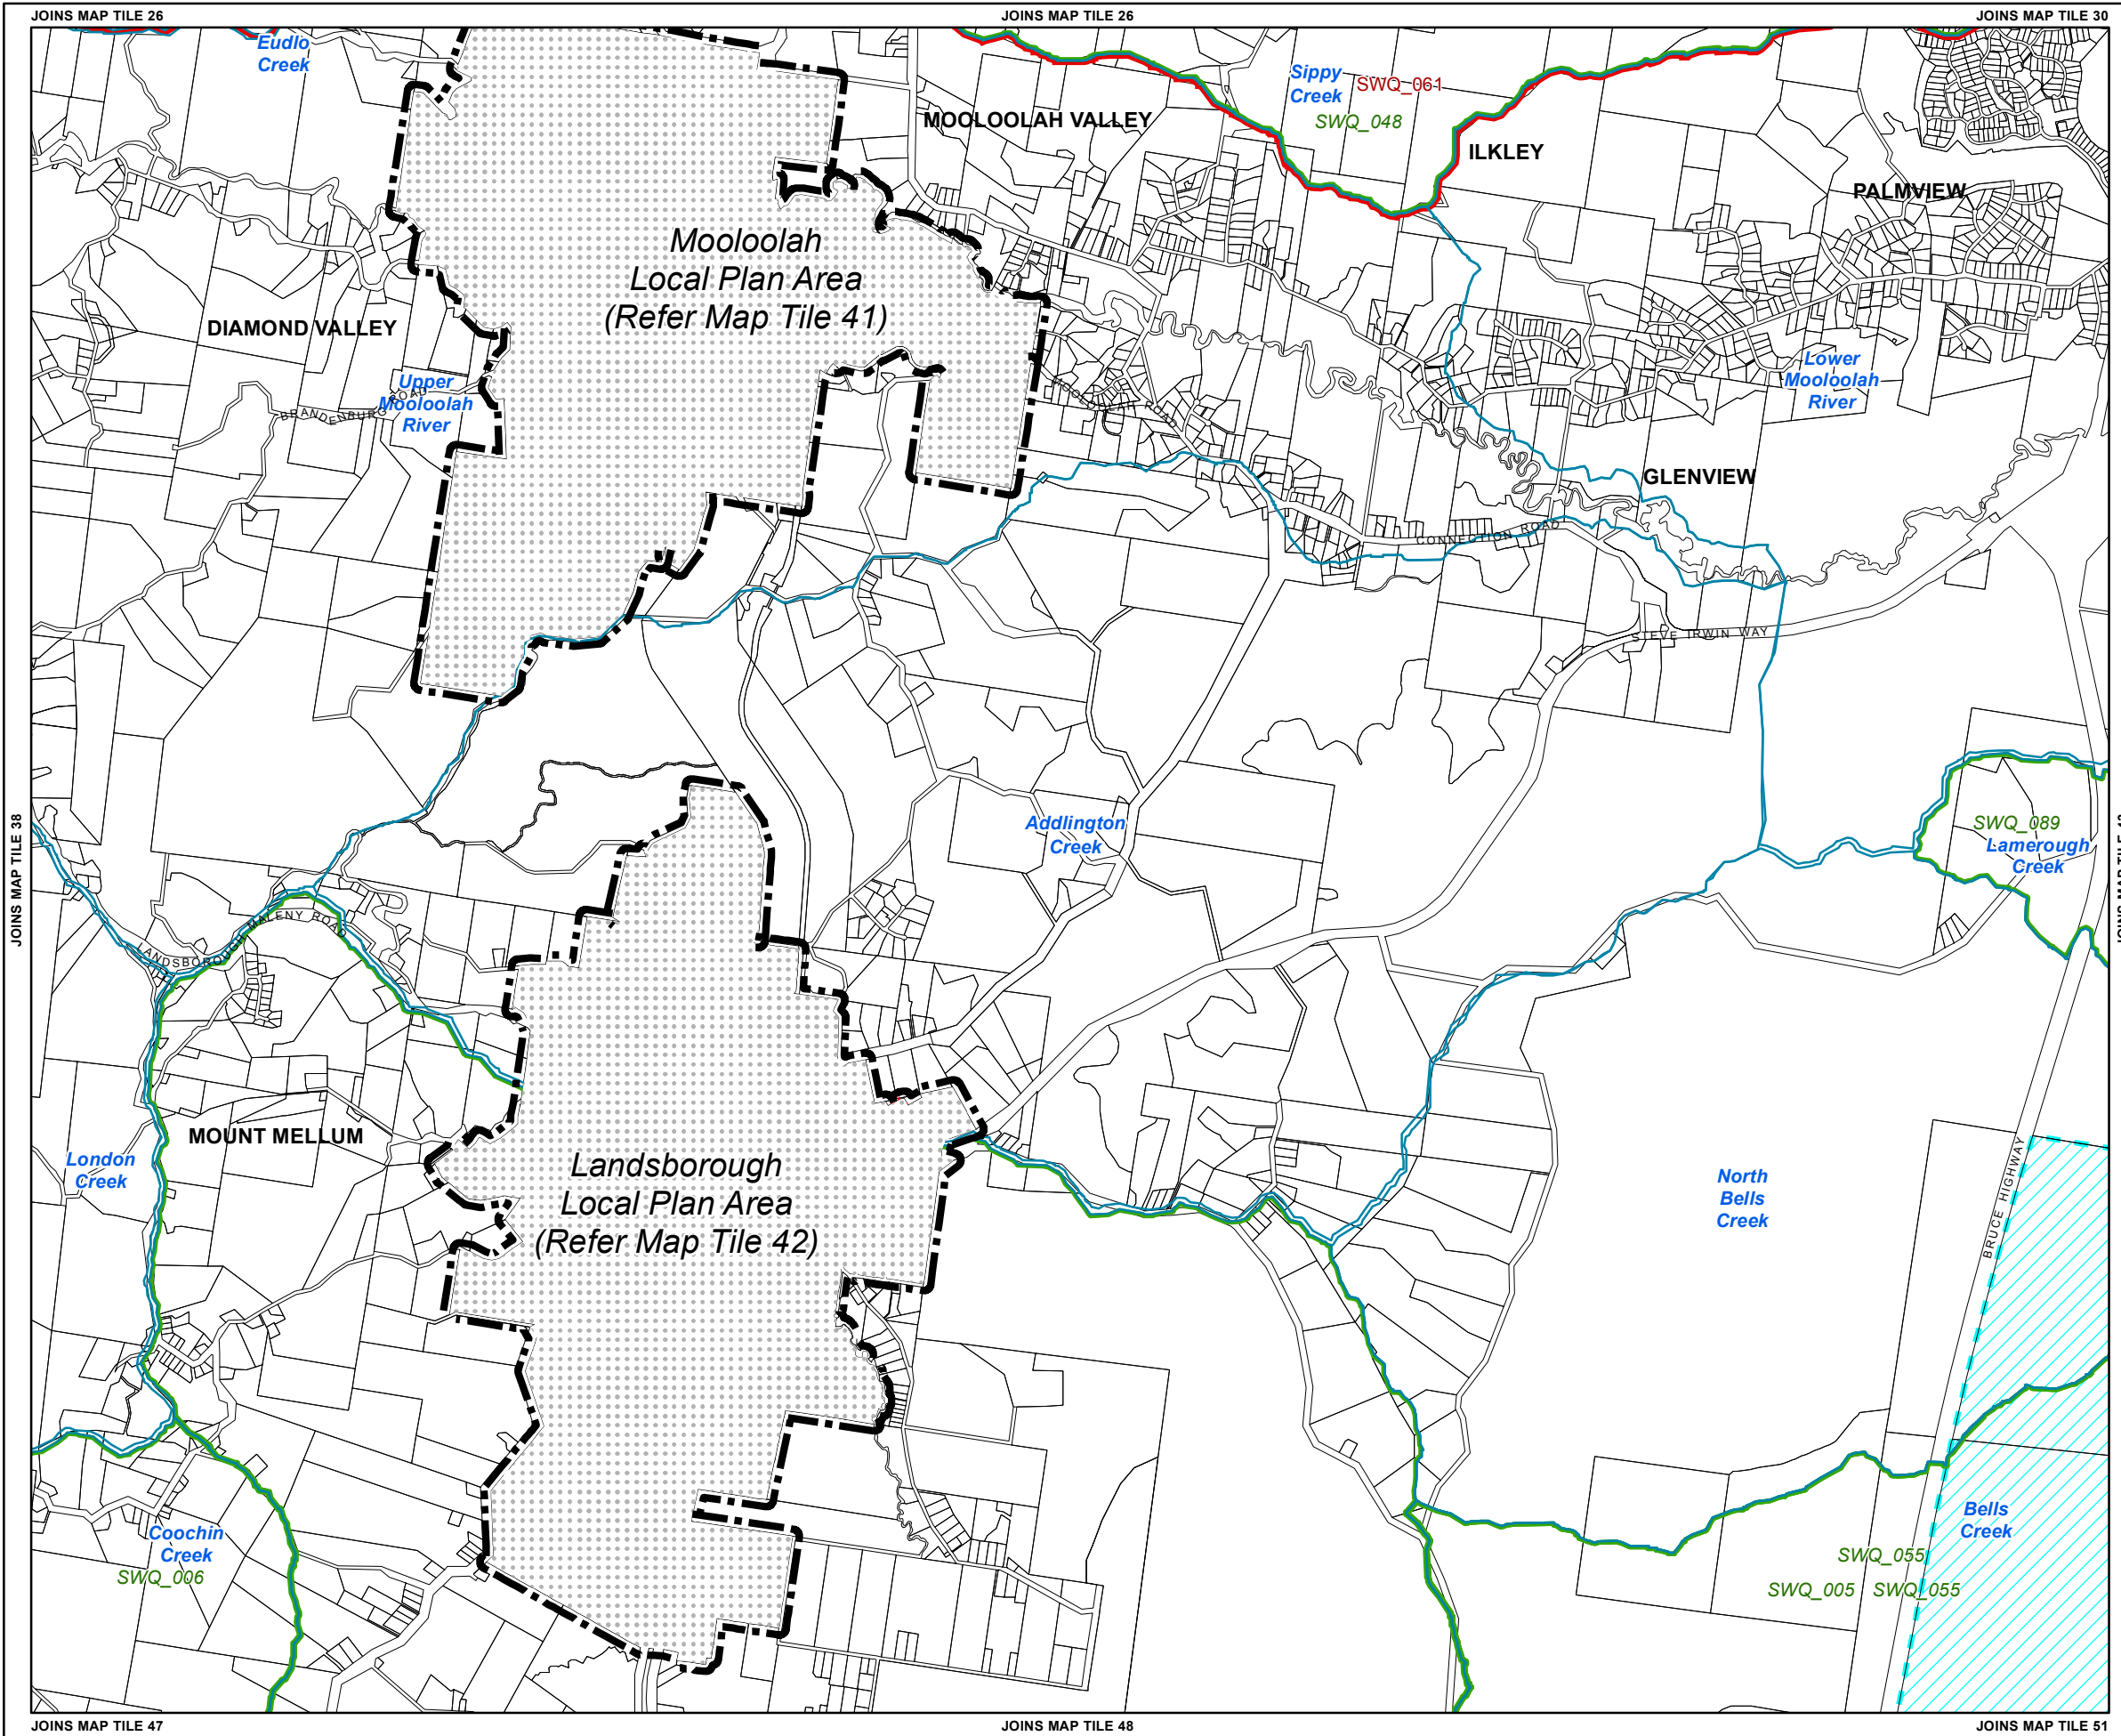 JOINS MAP TILE 26
JOINS MAP TILE 26
JOINS MAP TILE 30
Eudlo
Creek
Sippy
Creek
SWQ_061
SWQ_048
MOOLOOLAH VALLEY
ILKLEY
PALMVIEW
Mooloolah
Local Plan Area
(Refer Map Tile 41)
DIAMOND VALLEY
Upper
Mooloolah
River
BRANDENBURG ROAD
MOOLOOLAH ROAD
Lower
Mooloolah
River
GLENVIEW
CONNECTION ROAD
STEVE IRWIN WAY
JOINS MAP TILE 38
Addlington
Creek
SWQ_089
Lamerough
Creek
LANDSBOROUGH MALENY ROAD
MOUNT MELLUM
London
Creek
Landsborough
Local Plan Area
(Refer Map Tile 42)
North
Bells
Creek
BRUCE HIGHWAY
Coochin
Creek
SWQ_006
Bells
Creek
SWQ_055
SWQ_005
SWQ_055
JOINS MAP TILE 47
JOINS MAP TILE 48
JOINS MAP TILE 51